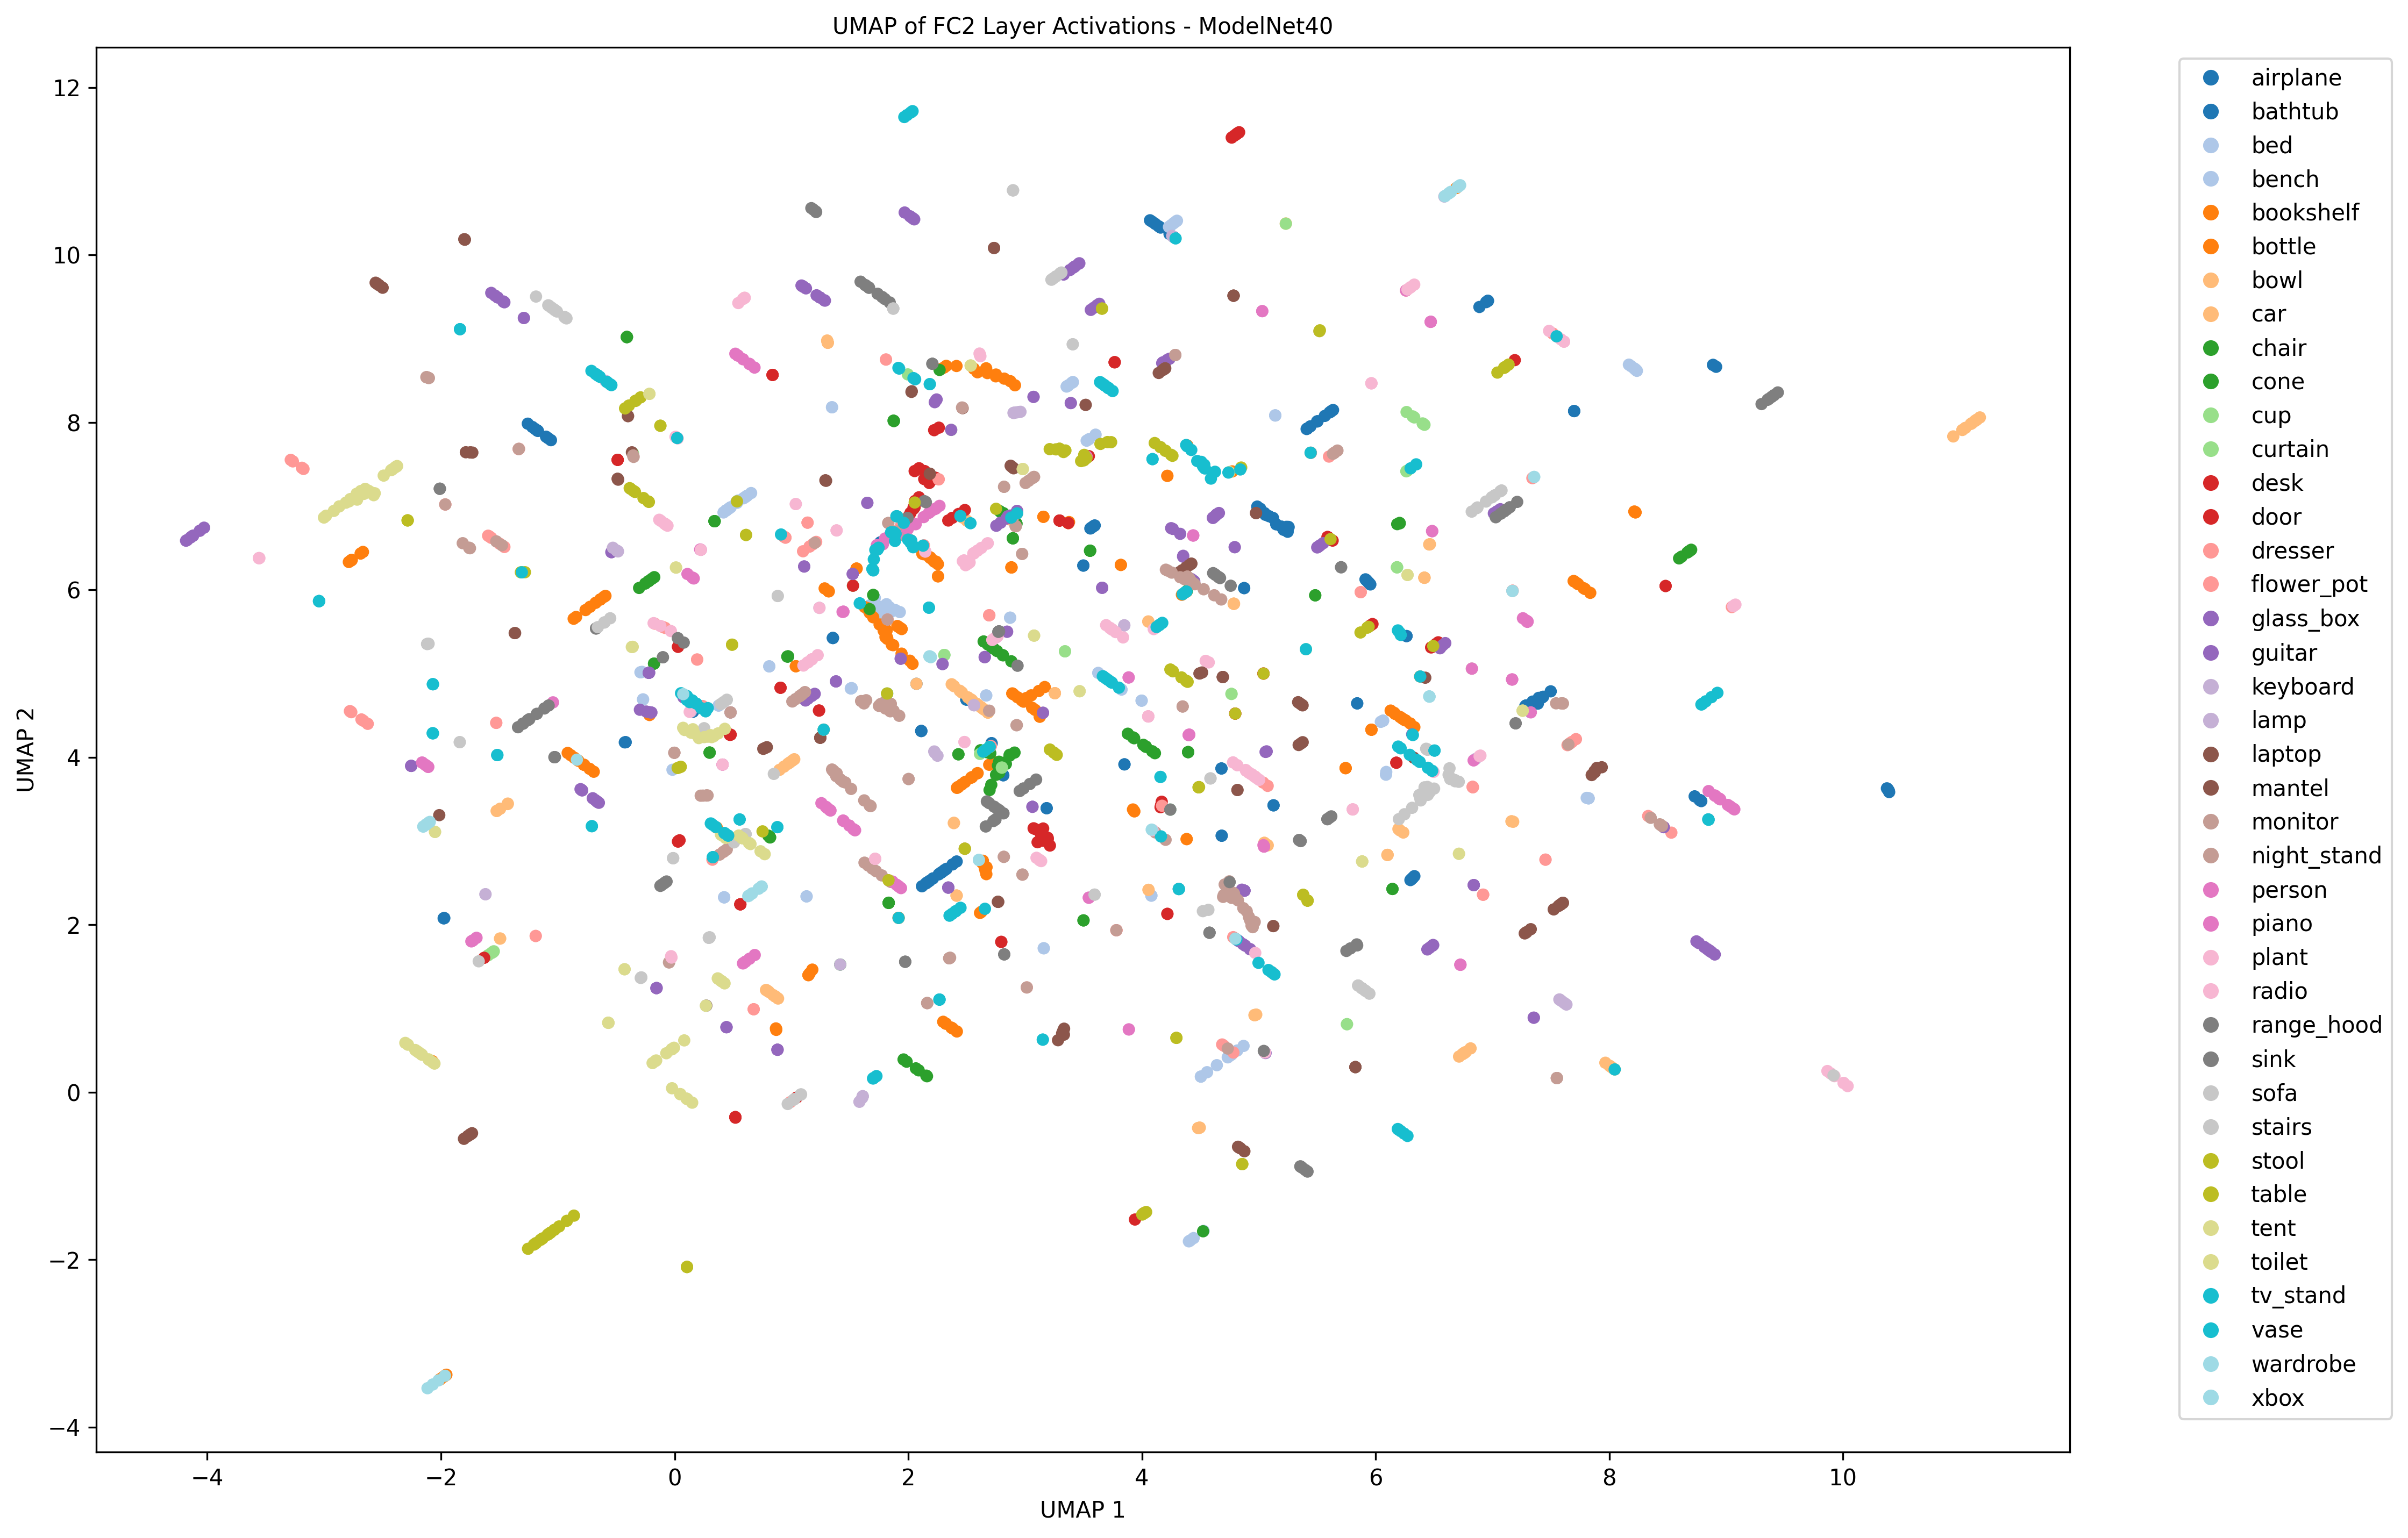 UMAP of FC2 Layer Activations - ModelNet40
12
10
8
6
4
2
0
−2
−4
UMAP 2
−4
−2
0
2
4
6
8
10
UMAP 1
airplane
bathtub
bed
bench
bookshelf
bottle
bowl
car
chair
cone
cup
curtain
desk
door
dresser
flower_pot
glass_box
guitar
keyboard
lamp
laptop
mantel
monitor
night_stand
person
piano
plant
radio
range_hood
sink
sofa
stairs
stool
table
tent
toilet
tv_stand
vase
wardrobe
xbox